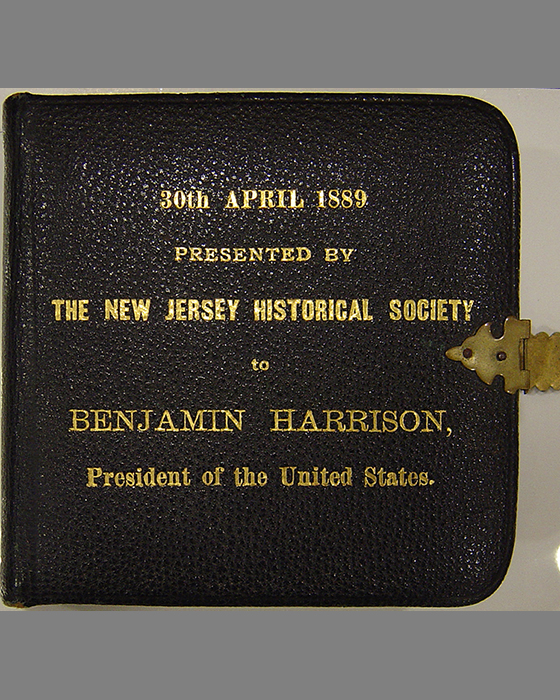 30th APRIL 1889
PRESENTED BY
THE NEW JERSEY HISTORICAL SOCIETY
to
BENJAMIN HARRISON,
President of the United States.